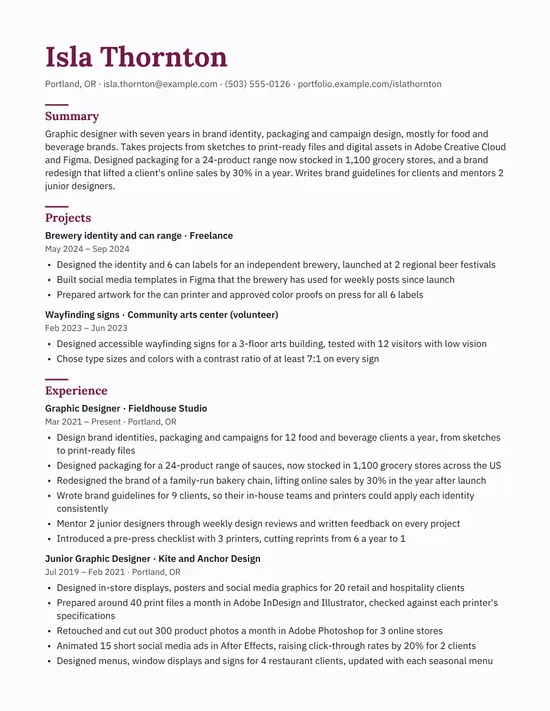 Isla Thornton
Portland, OR · isla.thornton@example.com · (503) 555-0126 · portfolio.example.com/islathornton
Summary
Graphic designer with seven years in brand identity, packaging and campaign design, mostly for food and
beverage brands. Takes projects from sketches to print-ready files and digital assets in Adobe Creative Cloud
and Figma. Designed packaging for a 24-product range now stocked in 1,100 grocery stores, and a brand
redesign that lifted a client's online sales by 30% in a year. Writes brand guidelines for clients and mentors 2
junior designers.
Projects
Brewery identity and can range · Freelance
May 2024 – Sep 2024
• Designed the identity and 6 can labels for an independent brewery, launched at 2 regional beer festivals
• Built social media templates in Figma that the brewery has used for weekly posts since launch
• Prepared artwork for the can printer and approved color proofs on press for all 6 labels
Wayfinding signs · Community arts center (volunteer)
Feb 2023 – Jun 2023
• Designed accessible wayfinding signs for a 3-floor arts building, tested with 12 visitors with low vision
• Chose type sizes and colors with a contrast ratio of at least 7:1 on every sign
Experience
Graphic Designer · Fieldhouse Studio
Mar 2021 – Present · Portland, OR
• Design brand identities, packaging and campaigns for 12 food and beverage clients a year, from sketches
to print-ready files
• Designed packaging for a 24-product range of sauces, now stocked in 1,100 grocery stores across the US
• Redesigned the brand of a family-run bakery chain, lifting online sales by 30% in the year after launch
• Wrote brand guidelines for 9 clients, so their in-house teams and printers could apply each identity
consistently
• Mentor 2 junior designers through weekly design reviews and written feedback on every project
• Introduced a pre-press checklist with 3 printers, cutting reprints from 6 a year to 1
Junior Graphic Designer · Kite and Anchor Design
Jul 2019 – Feb 2021 · Portland, OR
• Designed in-store displays, posters and social media graphics for 20 retail and hospitality clients
• Prepared around 40 print files a month in Adobe InDesign and Illustrator, checked against each printer's
specifications
• Retouched and cut out 300 product photos a month in Adobe Photoshop for 3 online stores
• Animated 15 short social media ads in After Effects, raising click-through rates by 20% for 2 clients
• Designed menus, window displays and signs for 4 restaurant clients, updated with each seasonal menu